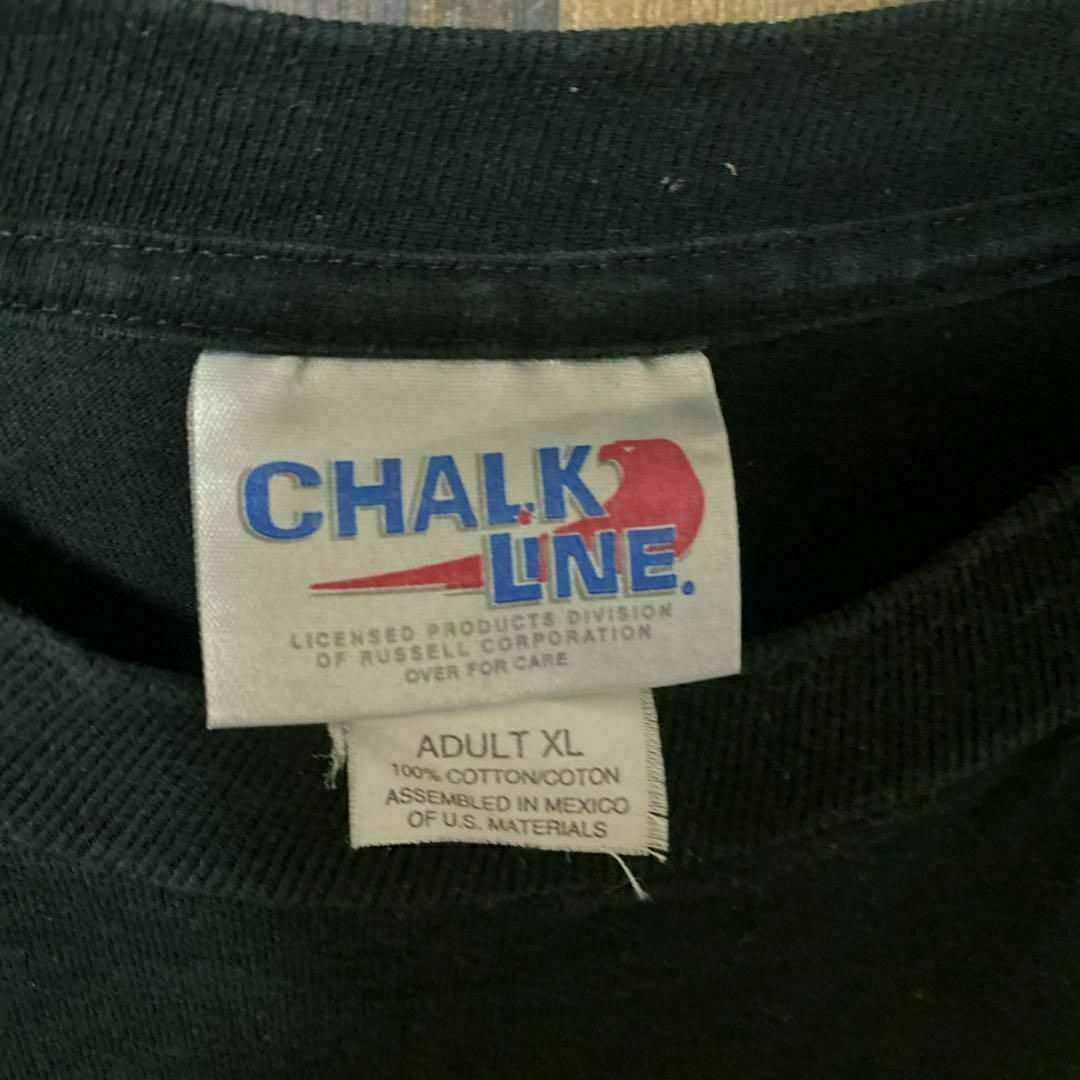 CHALK
LINE.
LICENSED PRODUCTS DIVISION
OF RUSSELL CORPORATION
OVER FOR CARE
ADULT XL
100% COTTON/COTON
ASSEMBLED IN MEXICO
OF U.S. MATERIALS